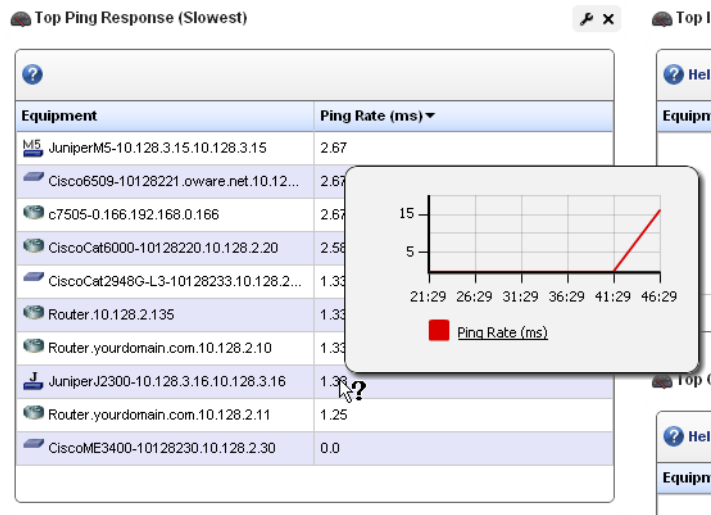 Top Ping Response (Slowest)
Top
Hel
Equipment Ping Rate (ms)
Equipm
M5 JuniperM5-10.128.3.15.10.128.3.15 2.67
Cisco6509-10128221.oware.net.10.12... 2.67
c7505-0.166.192.168.0.166 2.67
CiscoCat6000-10128220.10.128.2.20 2.58
CiscoCat2948G-L3-10128233.10.128.2... 1.33
Router.10.128.2.135 1.33
Router.yourdomain.com.10.128.2.10 1.33
J JuniperJ2300-10.128.3.16.10.128.3.16 1.33
Router.yourdomain.com.10.128.2.11 1.25
CiscoME3400-10128230.10.128.2.30 0.0
15
5
21:29 26:29 31:29 36:29 41:29 46:29
Ping Rate (ms)
Top
Hel
Equipm